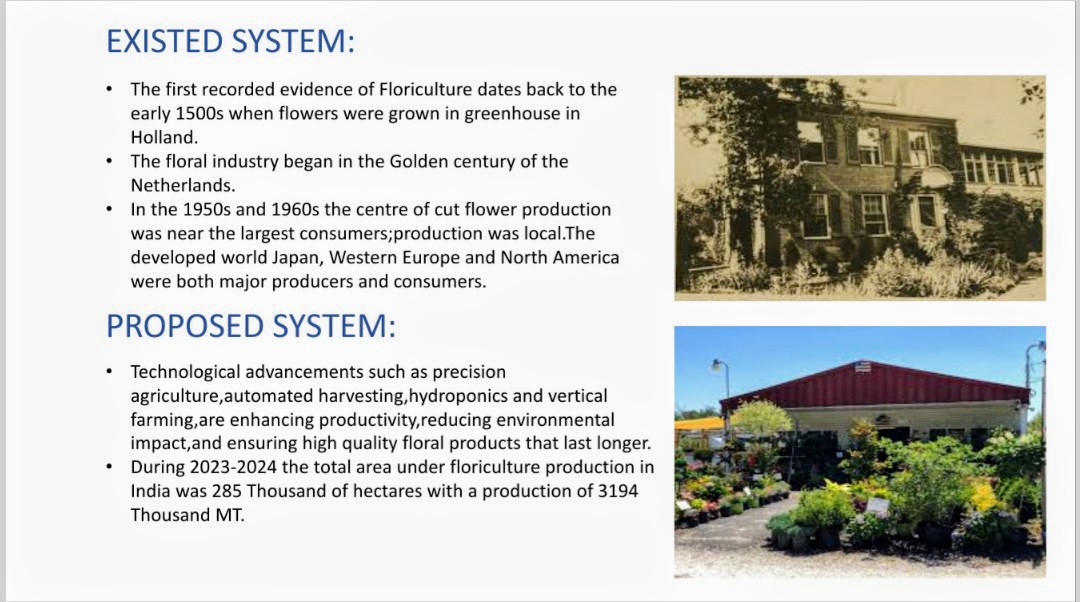 EXISTED SYSTEM:
• The first recorded evidence of Floriculture dates back to the
early 1500s when flowers were grown in greenhouse in
Holland.
• The floral industry began in the Golden century of the
Netherlands.
• In the 1950s and 1960s the centre of cut flower production
was near the largest consumers;production was local.The
developed world Japan, Western Europe and North America
were both major producers and consumers.
PROPOSED SYSTEM:
• Technological advancements such as precision
agriculture,automated harvesting,hydroponics and vertical
farming,are enhancing productivity,reducing environmental
impact,and ensuring high quality floral products that last longer.
• During 2023-2024 the total area under floriculture production in
India was 285 Thousand of hectares with a production of 3194
Thousand MT.